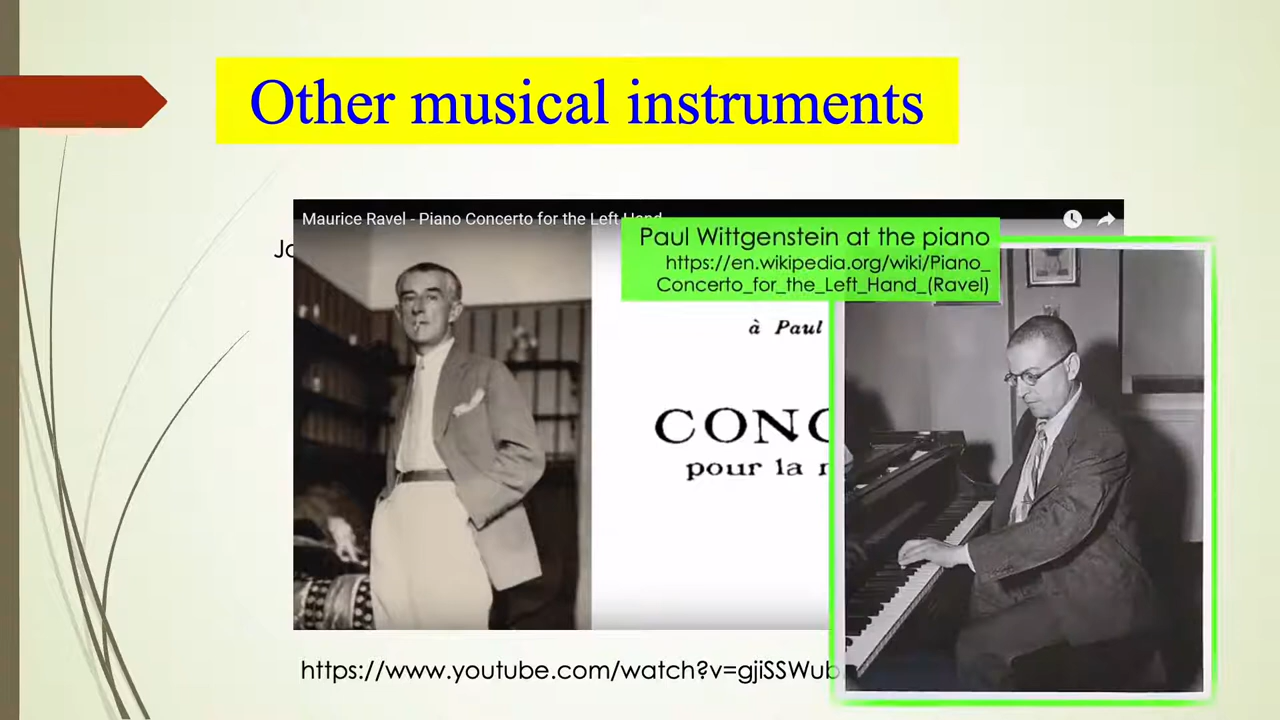 Other musical instruments
Maurice Ravel - Piano Concerto for the Left Hand
Paul Wittgenstein at the piano
https://en.wikipedia.org/wiki/Piano_
Concerto_for_the_Left_Hand_(Ravel)
à Paul
CONC
pour la
https://www.youtube.com/watch?v=gjiSSWub